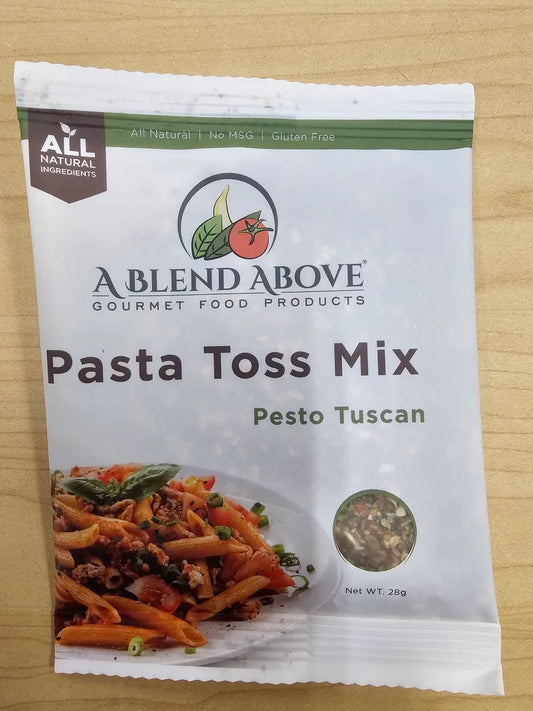 All Natural | No MSG | Gluten Free
ALL
NATURAL
INGREDIENTS
A BLEND ABOVE®
GOURMET FOOD PRODUCTS
Pasta Toss Mix
Pesto Tuscan
Net WT. 28g